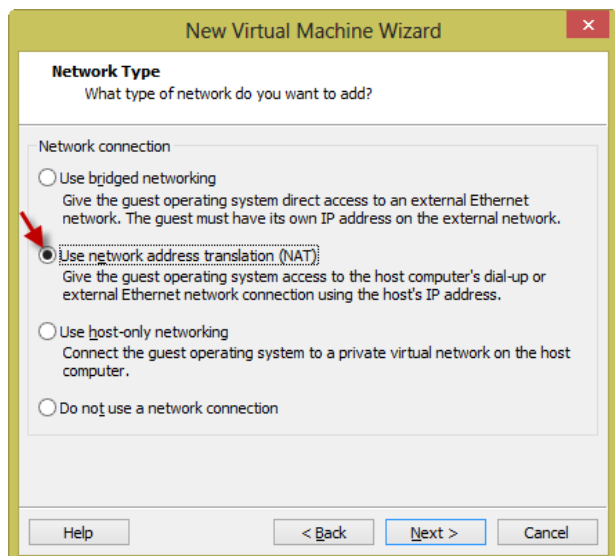 New Virtual Machine Wizard
Network Type
What type of network do you want to add?
Network connection
Use bridged networking
Give the guest operating system direct access to an external Ethernet
network. The guest must have its own IP address on the external network.
Use network address translation (NAT)
Give the guest operating system access to the host computer's dial-up or
external Ethernet network connection using the host's IP address.
Use host-only networking
Connect the guest operating system to a private virtual network on the host
computer.
Do not use a network connection
Help
< Back
Next >
Cancel